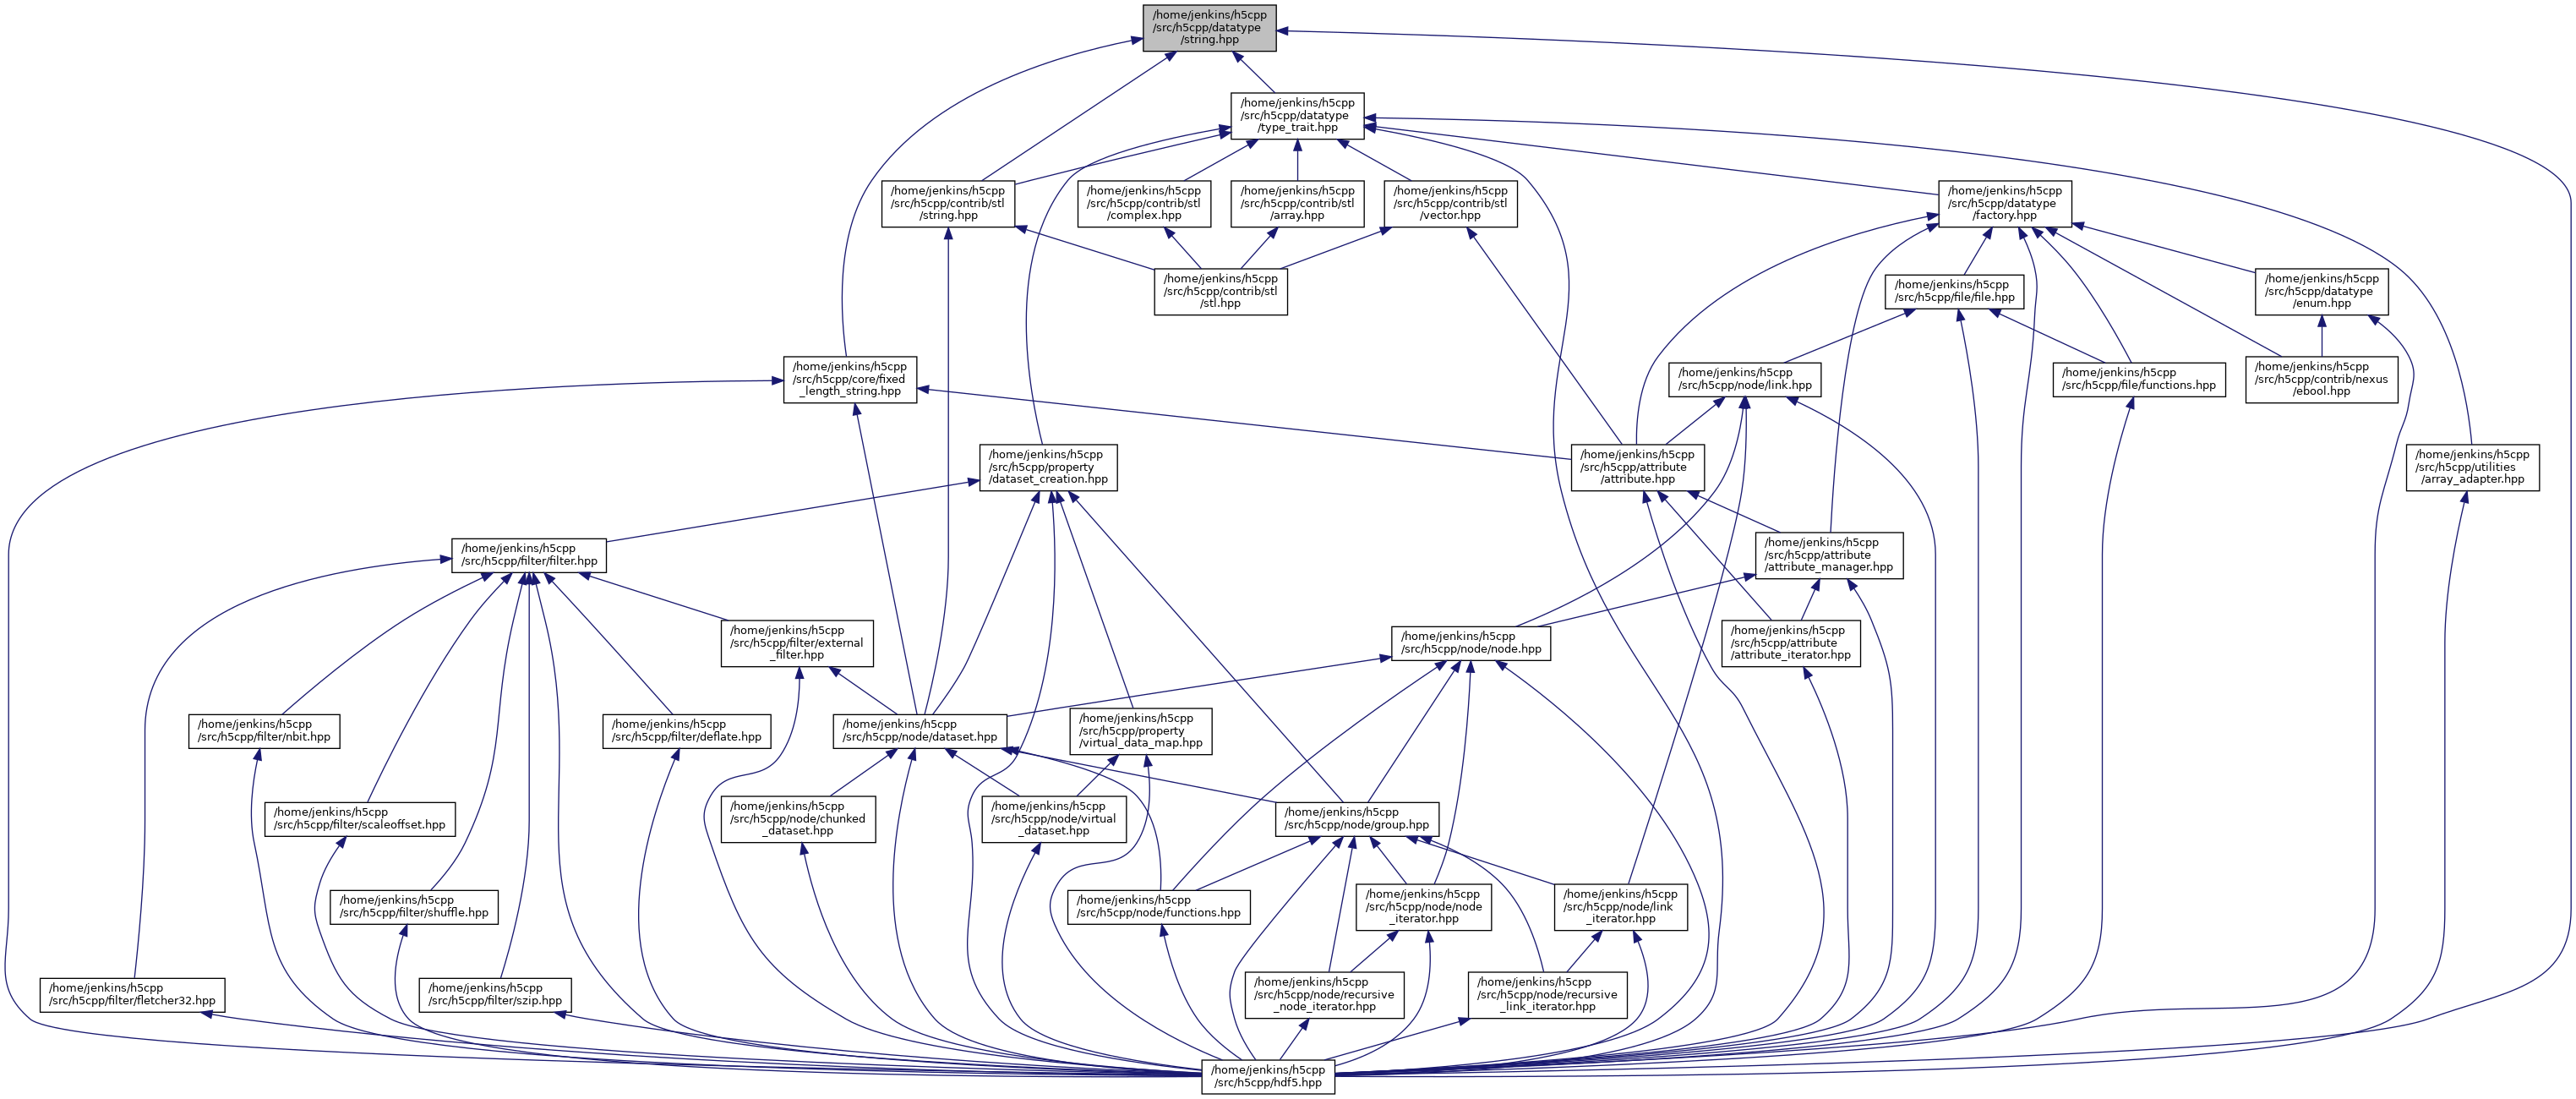 /home/jenkins/h5cpp
/src/h5cpp/datatype
/string.hpp
/home/jenkins/h5cpp
/src/h5cpp/datatype
/type_trait.hpp
/home/jenkins/h5cpp
/src/h5cpp/contrib/stl
/string.hpp
/home/jenkins/h5cpp
/src/h5cpp/contrib/stl
/complex.hpp
/home/jenkins/h5cpp
/src/h5cpp/contrib/stl
/array.hpp
/home/jenkins/h5cpp
/src/h5cpp/contrib/stl
/vector.hpp
/home/jenkins/h5cpp
/src/h5cpp/datatype
/factory.hpp
/home/jenkins/h5cpp
/src/h5cpp/contrib/stl
/stl.hpp
/home/jenkins/h5cpp
/src/h5cpp/file/file.hpp
/home/jenkins/h5cpp
/src/h5cpp/datatype
/enum.hpp
/home/jenkins/h5cpp
/src/h5cpp/core/fixed
_length_string.hpp
/home/jenkins/h5cpp
/src/h5cpp/node/link.hpp
/home/jenkins/h5cpp
/src/h5cpp/file/functions.hpp
/home/jenkins/h5cpp
/src/h5cpp/contrib/nexus
/ebool.hpp
/home/jenkins/h5cpp
/src/h5cpp/property
/dataset_creation.hpp
/home/jenkins/h5cpp
/src/h5cpp/attribute
/attribute.hpp
/home/jenkins/h5cpp
/src/h5cpp/utilities
/array_adapter.hpp
/home/jenkins/h5cpp
/src/h5cpp/filter/filter.hpp
/home/jenkins/h5cpp
/src/h5cpp/attribute
/attribute_manager.hpp
/home/jenkins/h5cpp
/src/h5cpp/filter/external
_filter.hpp
/home/jenkins/h5cpp
/src/h5cpp/node/node.hpp
/home/jenkins/h5cpp
/src/h5cpp/attribute
/attribute_iterator.hpp
/home/jenkins/h5cpp
/src/h5cpp/filter/nbit.hpp
/home/jenkins/h5cpp
/src/h5cpp/filter/deflate.hpp
/home/jenkins/h5cpp
/src/h5cpp/node/dataset.hpp
/home/jenkins/h5cpp
/src/h5cpp/property
/virtual_data_map.hpp
/home/jenkins/h5cpp
/src/h5cpp/filter/scaleoffset.hpp
/home/jenkins/h5cpp
/src/h5cpp/node/chunked
_dataset.hpp
/home/jenkins/h5cpp
/src/h5cpp/node/virtual
_dataset.hpp
/home/jenkins/h5cpp
/src/h5cpp/node/group.hpp
/home/jenkins/h5cpp
/src/h5cpp/filter/shuffle.hpp
/home/jenkins/h5cpp
/src/h5cpp/node/functions.hpp
/home/jenkins/h5cpp
/src/h5cpp/node/node
_iterator.hpp
/home/jenkins/h5cpp
/src/h5cpp/node/link
_iterator.hpp
/home/jenkins/h5cpp
/src/h5cpp/filter/fletcher32.hpp
/home/jenkins/h5cpp
/src/h5cpp/filter/szip.hpp
/home/jenkins/h5cpp
/src/h5cpp/node/recursive
_node_iterator.hpp
/home/jenkins/h5cpp
/src/h5cpp/node/recursive
_link_iterator.hpp
/home/jenkins/h5cpp
/src/h5cpp/hdf5.hpp